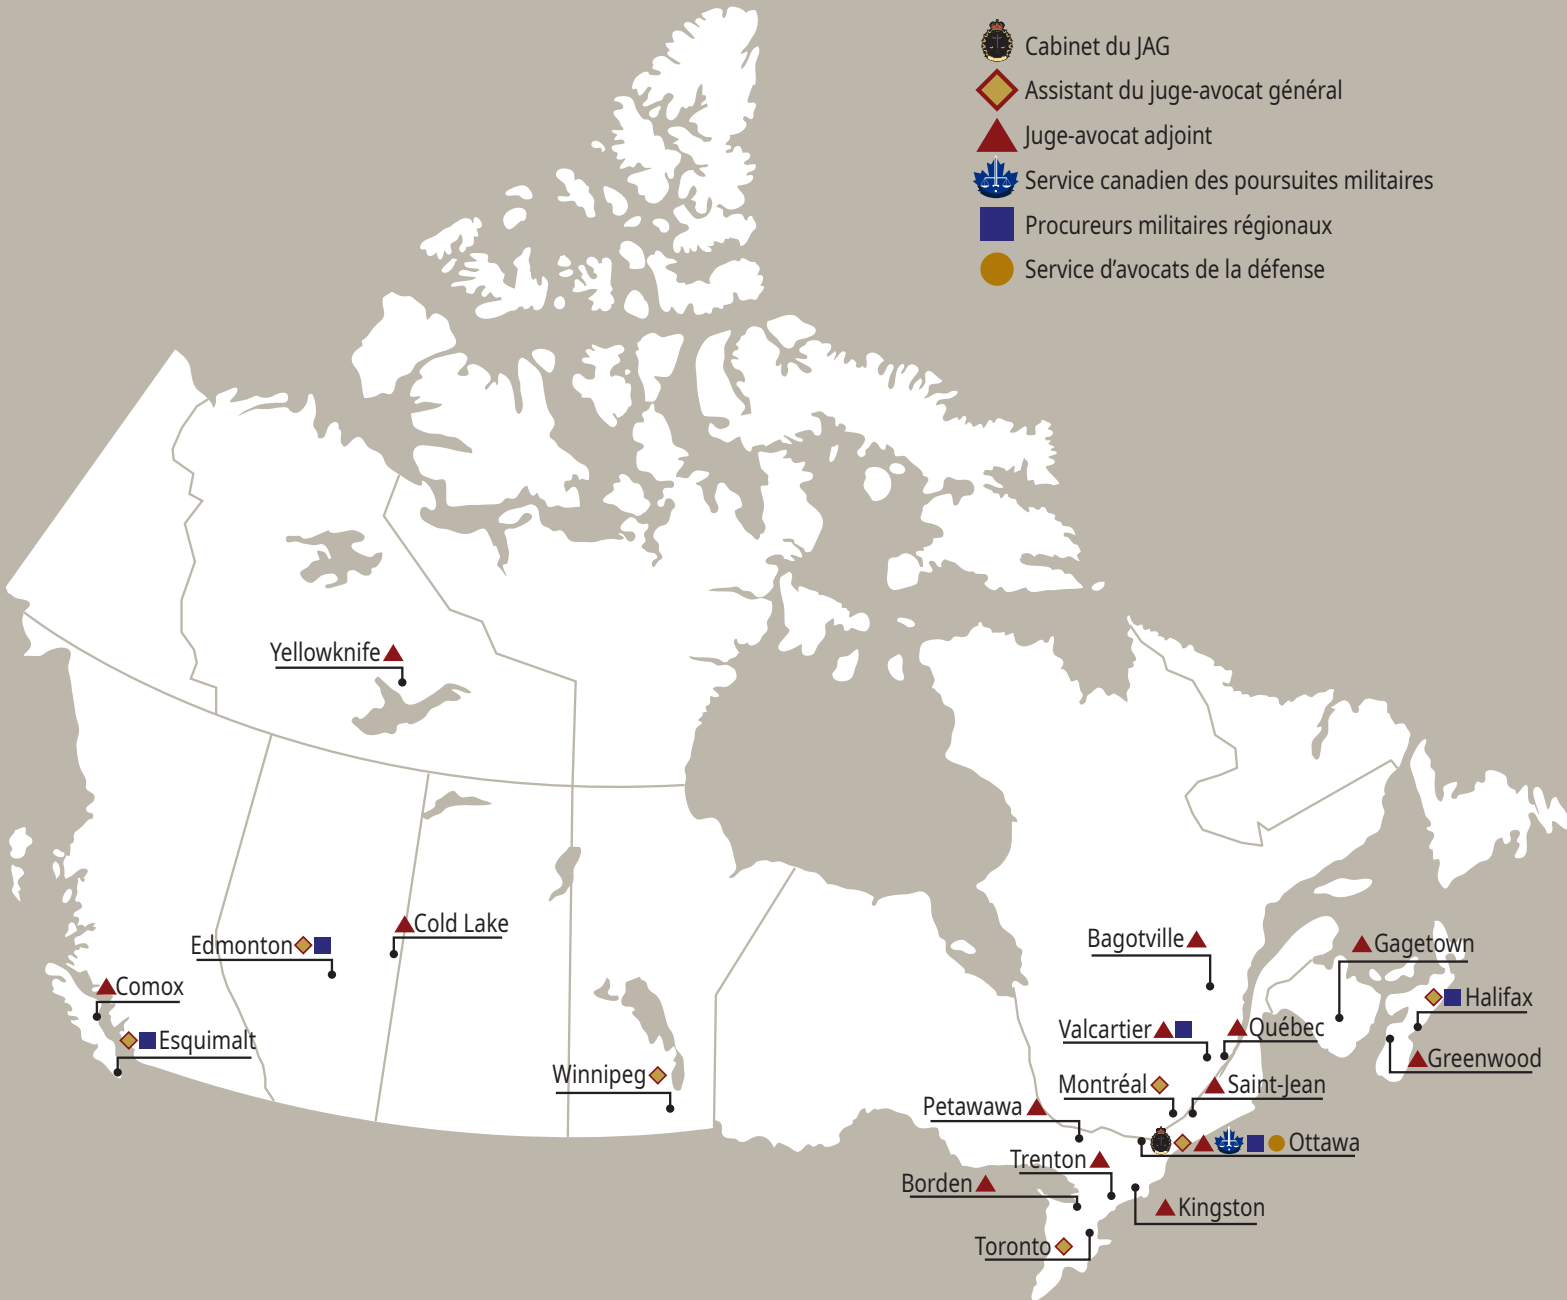 Cabinet du JAG
Assistant du juge-avocat général
Juge-avocat adjoint
Service canadien des poursuites militaires
Procureurs militaires régionaux
Service d’avocats de la défense
Yellowknife
Cold Lake
Edmonton
Comox
Esquimalt
Winnipeg
Bagotville
Gagetown
Halifax
Valcartier
Québec
Greenwood
Montréal
Saint-Jean
Petawawa
Ottawa
Trenton
Borden
Kingston
Toronto